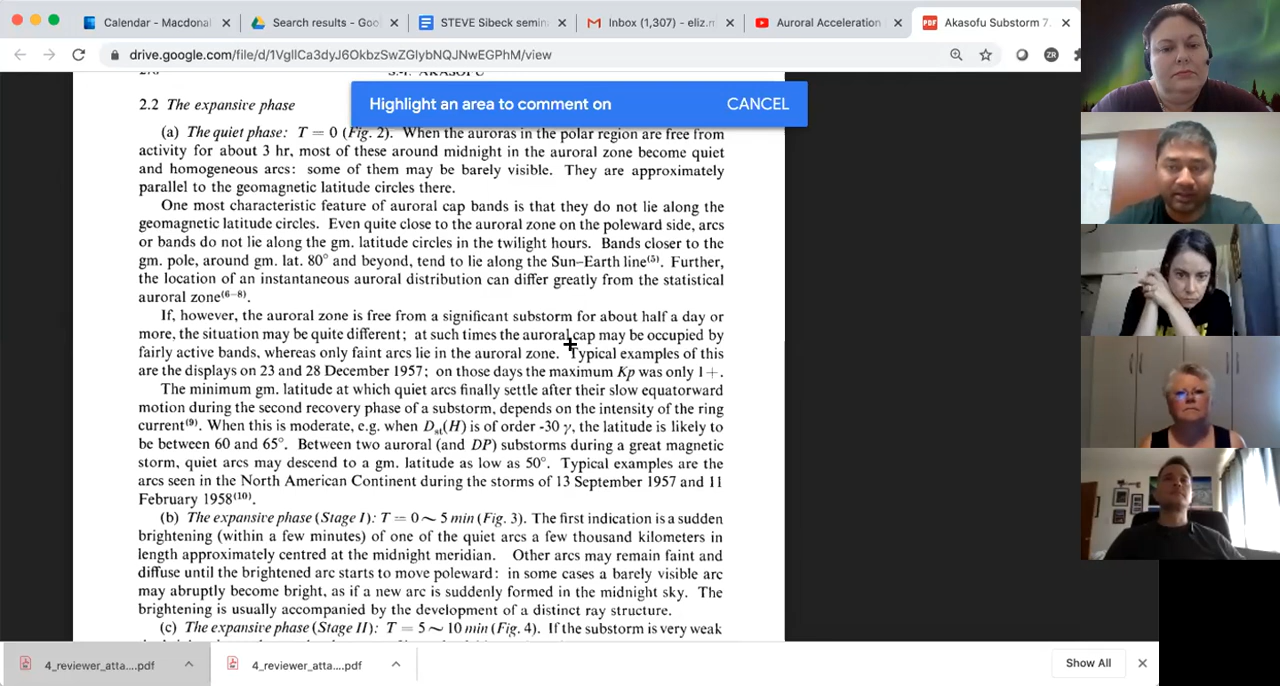 Calendar - Macdonal
Search results - Goo
STEVE Sibeck semin
Inbox (1,307) - eliz.m
Auroral Acceleration
PDF
Akasofu Substorm 7.
drive.google.com/file/d/1VgllCa3dyJ6OkbzSwZGlybNQJNwEGPhM/view
ZR
S.-I. AKASOFU
Highlight an area to comment on
CANCEL
2.2 The expansive phase
(a) The quiet phase: T = 0 (Fig. 2). When the auroras in the polar region are free from
activity for about 3 hr, most of these around midnight in the auroral zone become quiet
and homogeneous arcs: some of them may be barely visible. They are approximately
parallel to the geomagnetic latitude circles there.
One most characteristic feature of auroral cap bands is that they do not lie along the
geomagnetic latitude circles. Even quite close to the auroral zone on the poleward side, arcs
or bands do not lie along the gm. latitude circles in the twilight hours. Bands closer to the
gm. pole, around gm. lat. 80° and beyond, tend to lie along the Sun–Earth line(5). Further,
the location of an instantaneous auroral distribution can differ greatly from the statistical
auroral zone(6–8).
If, however, the auroral zone is free from a significant substorm for about half a day or
more, the situation may be quite different; at such times the auroral cap may be occupied by
fairly active bands, whereas only faint arcs lie in the auroral zone. Typical examples of this
are the displays on 23 and 28 December 1957; on those days the maximum Kp was only 1+.
The minimum gm. latitude at which quiet arcs finally settle after their slow equatorward
motion during the second recovery phase of a substorm, depends on the intensity of the ring
current(9). When this is moderate, e.g. when Dst(H) is of order -30 γ, the latitude is likely to
be between 60 and 65°. Between two auroral (and DP) substorms during a great magnetic
storm, quiet arcs may descend to a gm. latitude as low as 50°. Typical examples are the
arcs seen in the North American Continent during the storms of 13 September 1957 and 11
February 1958(10).
(b) The expansive phase (Stage I): T = 0 ~ 5 min (Fig. 3). The first indication is a sudden
brightening (within a few minutes) of one of the quiet arcs a few thousand kilometers in
length approximately centred at the midnight meridian. Other arcs may remain faint and
diffuse until the brightened arc starts to move poleward: in some cases a barely visible arc
may abruptly become bright, as if a new arc is suddenly formed in the midnight sky. The
brightening is usually accompanied by the development of a distinct ray structure.
(c) The expansive phase (Stage II): T = 5 ~ 10 min (Fig. 4). If the substorm is very weak
4_reviewer_atta....pdf
4_reviewer_atta....pdf
Show All